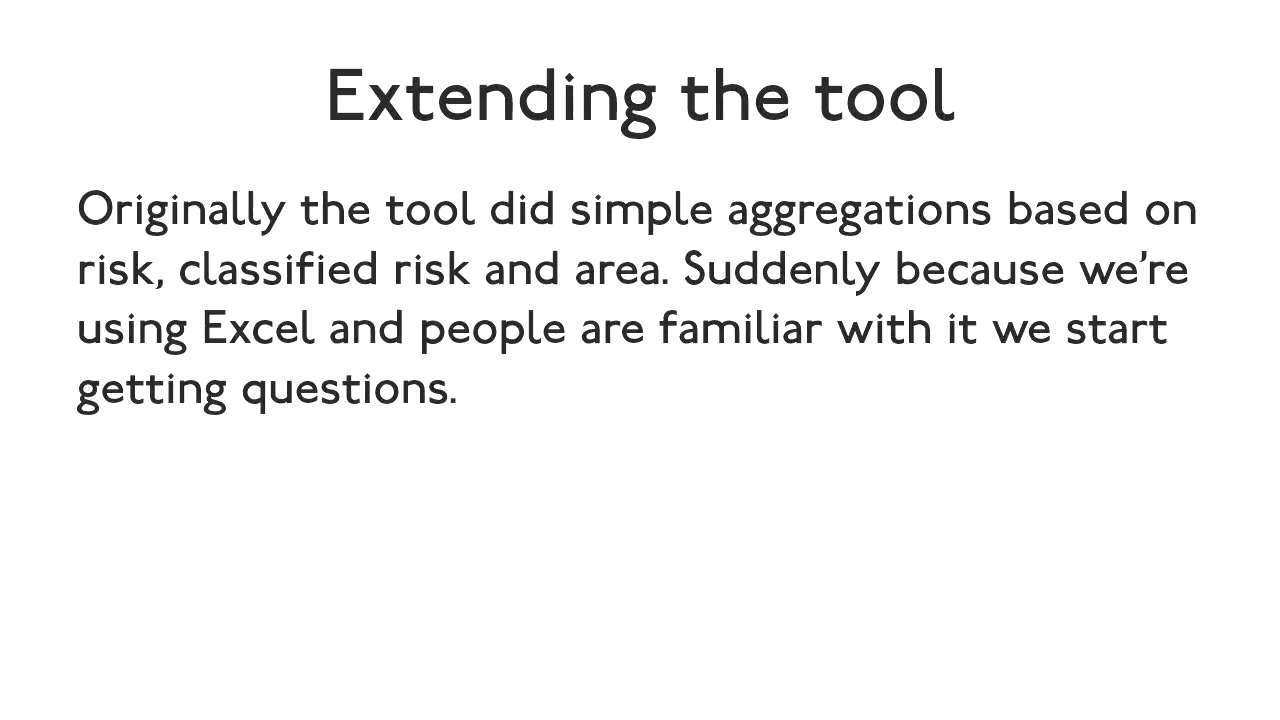 Extending the tool
Originally the tool did simple aggregations based on
risk, classified risk and area. Suddenly because we’re
using Excel and people are familiar with it we start
getting questions.